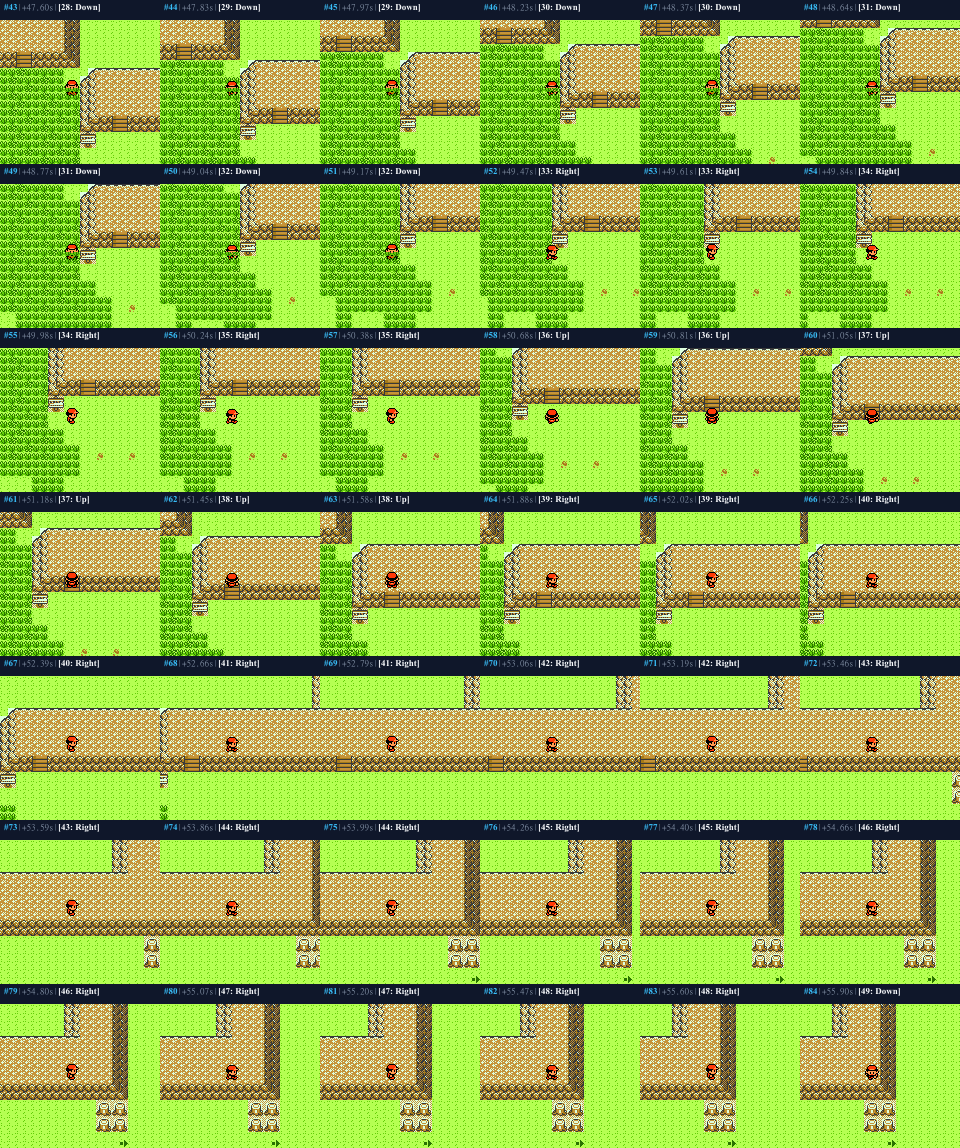 #43|+47.60s| [28: Down] #44|+47.83s| [29: Down] #45|+47.97s| [29: Down] #46|+48.23s| [30: Down] #47|+48.37s| [30: Down] #48|+48.64s| [31: Down]
#49|+48.77s| [31: Down] #50|+49.04s| [32: Down] #51|+49.17s| [32: Down] #52|+49.47s| [33: Right] #53|+49.61s| [33: Right] #54|+49.84s| [34: Right]
#55|+49.98s| [34: Right] #56|+50.24s| [35: Right] #57|+50.38s| [35: Right] #58|+50.68s| [36: Up] #59|+50.81s| [36: Up] #60|+51.05s| [37: Up]
#61|+51.18s| [37: Up] #62|+51.45s| [38: Up] #63|+51.58s| [38: Up] #64|+51.88s| [39: Right] #65|+52.02s| [39: Right] #66|+52.25s| [40: Right]
#67|+52.39s| [40: Right] #68|+52.66s| [41: Right] #69|+52.79s| [41: Right] #70|+53.06s| [42: Right] #71|+53.19s| [42: Right] #72|+53.46s| [43: Right]
#73|+53.59s| [43: Right] #74|+53.86s| [44: Right] #75|+53.99s| [44: Right] #76|+54.26s| [45: Right] #77|+54.40s| [45: Right] #78|+54.66s| [46: Right]
#79|+54.80s| [46: Right] #80|+55.07s| [47: Right] #81|+55.20s| [47: Right] #82|+55.47s| [48: Right] #83|+55.60s| [48: Right] #84|+55.90s| [49: Down]